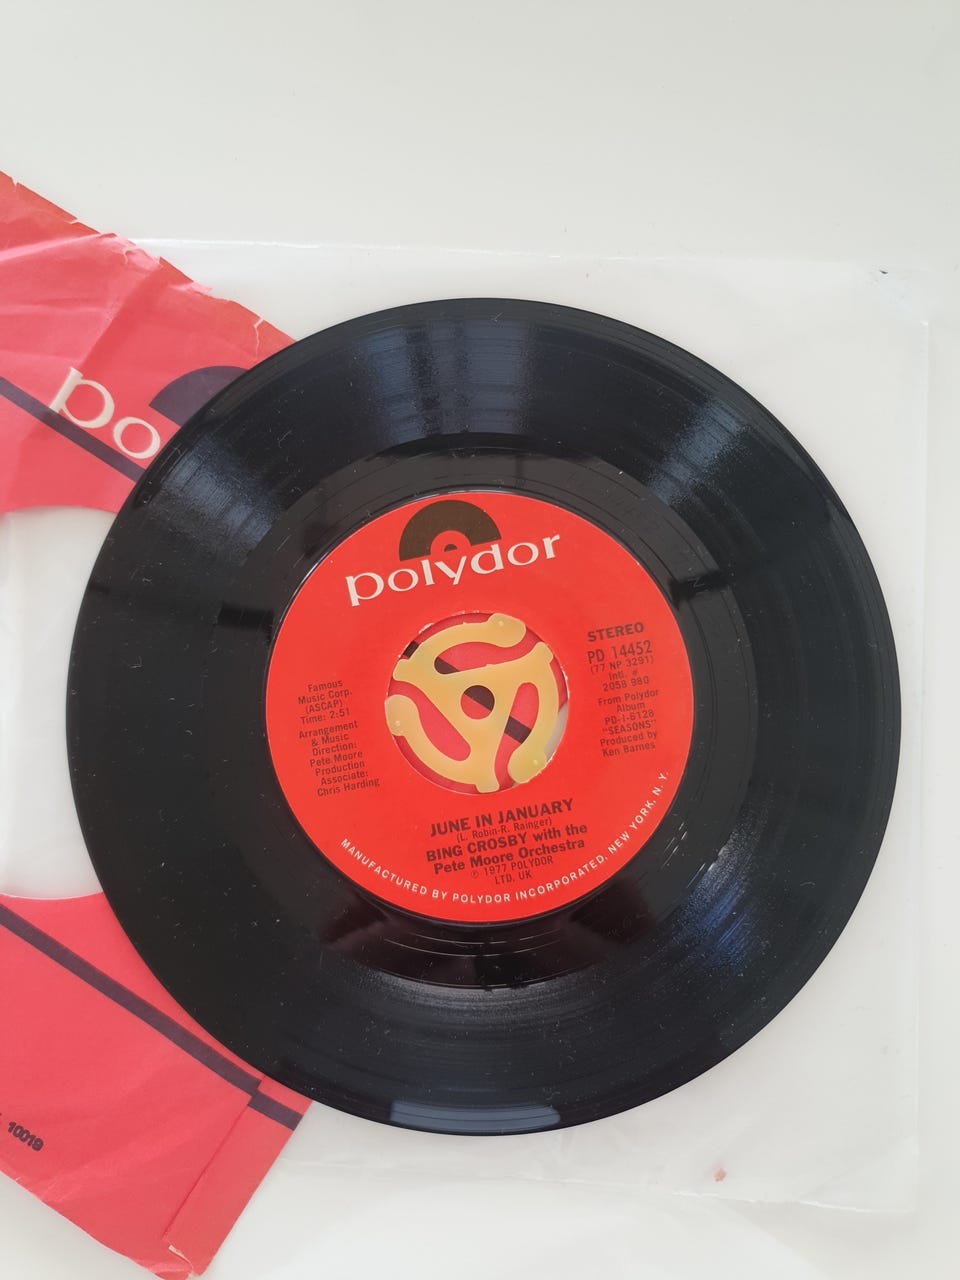 po
polydor
STEREO
PD 14452
(77 NP 3291)
Intl. #
2058 980
From Polydor
Album
PD-1-6128
"SEASONS"
Produced by
Ken Barnes
Famous
Music Corp.
(ASCAP)
Time: 2:51
Arrangement
& Music
Direction:
Pete Moore
Production
Associate:
Chris Harding
JUNE IN JANUARY
(L. Robin-R. Rainger)
BING CROSBY with the
Pete Moore Orchestra
℗ 1977 POLYDOR
LTD. UK
MANUFACTURED BY POLYDOR INCORPORATED, NEW YORK, N.Y.
10019